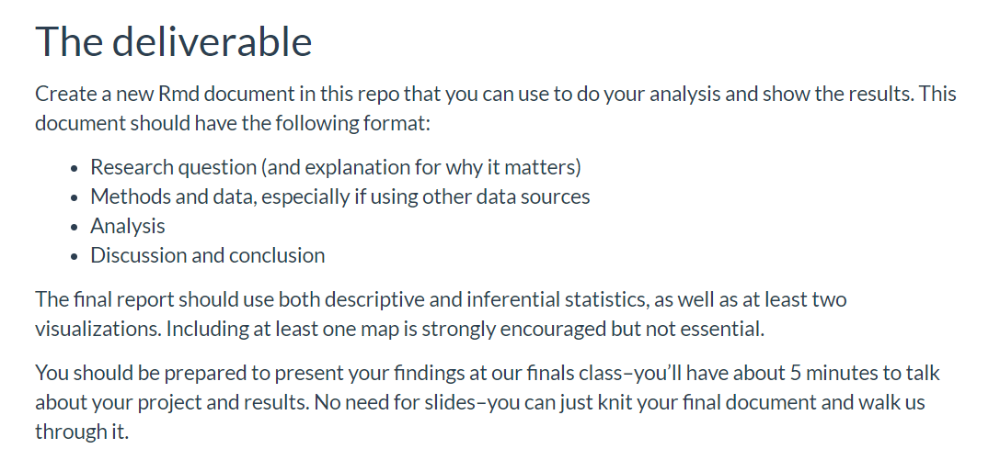 The deliverable
Create a new Rmd document in this repo that you can use to do your analysis and show the results. This
document should have the following format:
• Research question (and explanation for why it matters)
• Methods and data, especially if using other data sources
• Analysis
• Discussion and conclusion
The final report should use both descriptive and inferential statistics, as well as at least two
visualizations. Including at least one map is strongly encouraged but not essential.
You should be prepared to present your findings at our finals class–you’ll have about 5 minutes to talk
about your project and results. No need for slides–you can just knit your final document and walk us
through it.